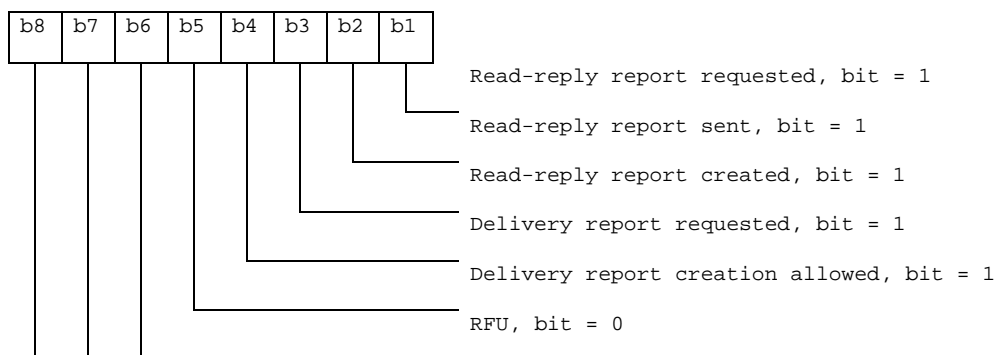 b8 b7 b6 b5 b4 b3 b2 b1
Read-reply report requested, bit = 1
Read-reply report sent, bit = 1
Read-reply report created, bit = 1
Delivery report requested, bit = 1
Delivery report creation allowed, bit = 1
RFU, bit = 0